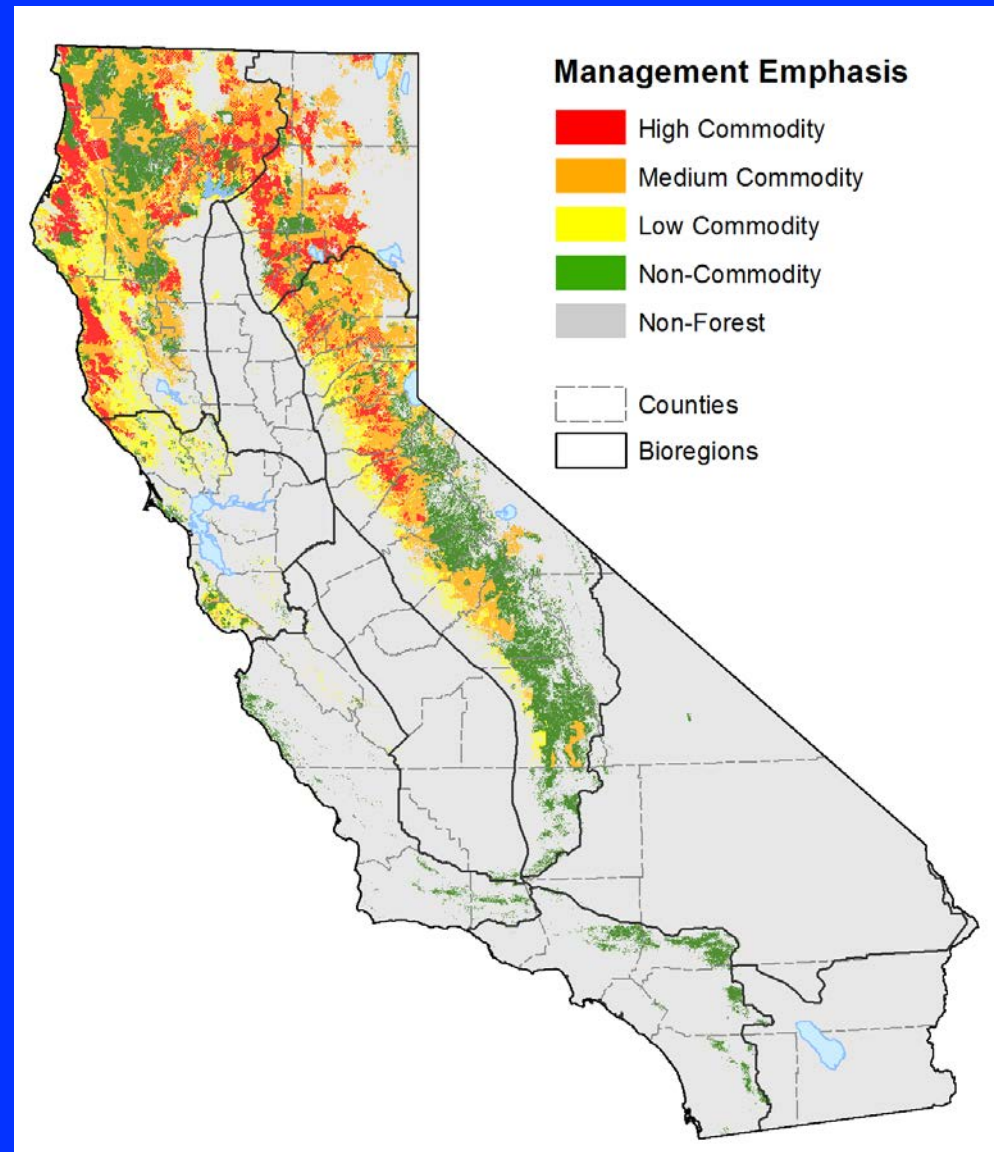 Management Emphasis
High Commodity
Medium Commodity
Low Commodity
Non-Commodity
Non-Forest
Counties
Bioregions